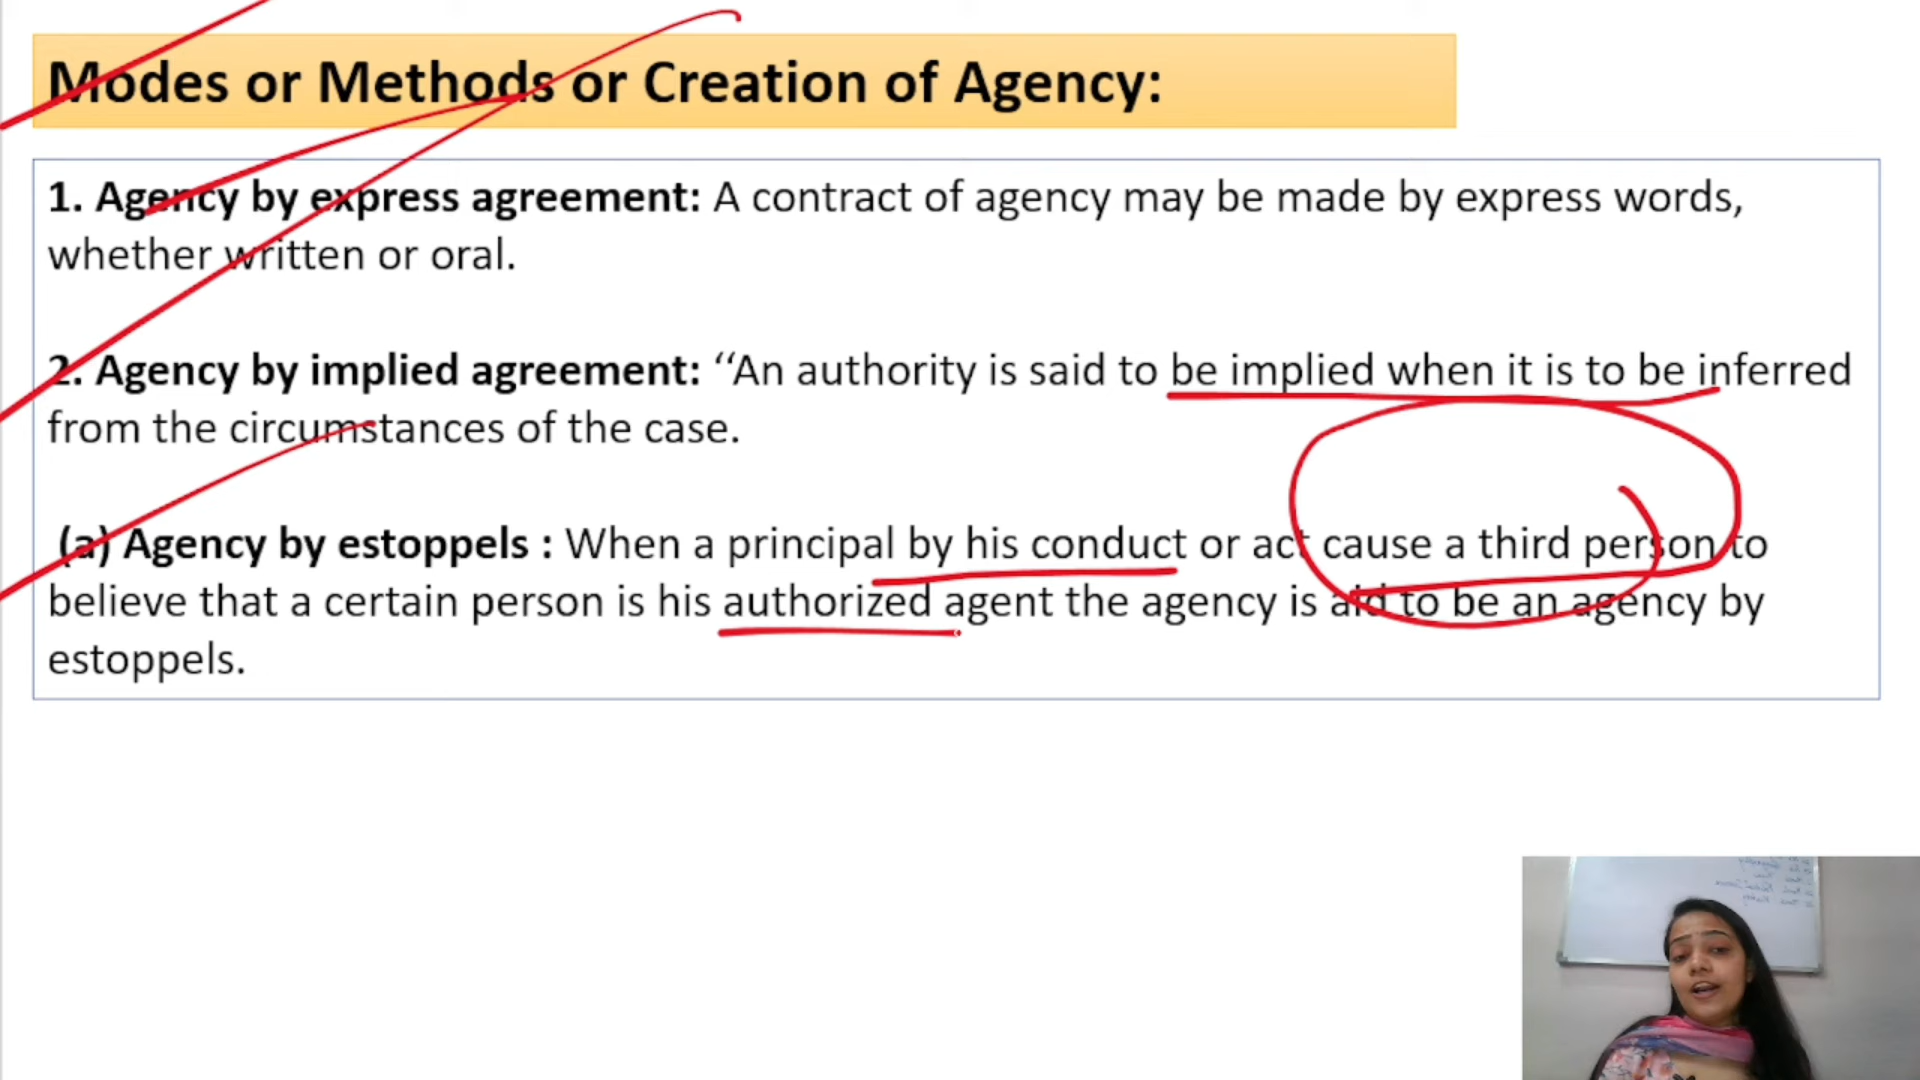 Modes or Methods or Creation of Agency:
1. Agency by express agreement: A contract of agency may be made by express words,
whether written or oral.
2. Agency by implied agreement: ‘‘An authority is said to be implied when it is to be inferred
from the circumstances of the case.
(a) Agency by estoppels : When a principal by his conduct or act cause a third person to
believe that a certain person is his authorized agent the agency is aid to be an agency by
estoppels.